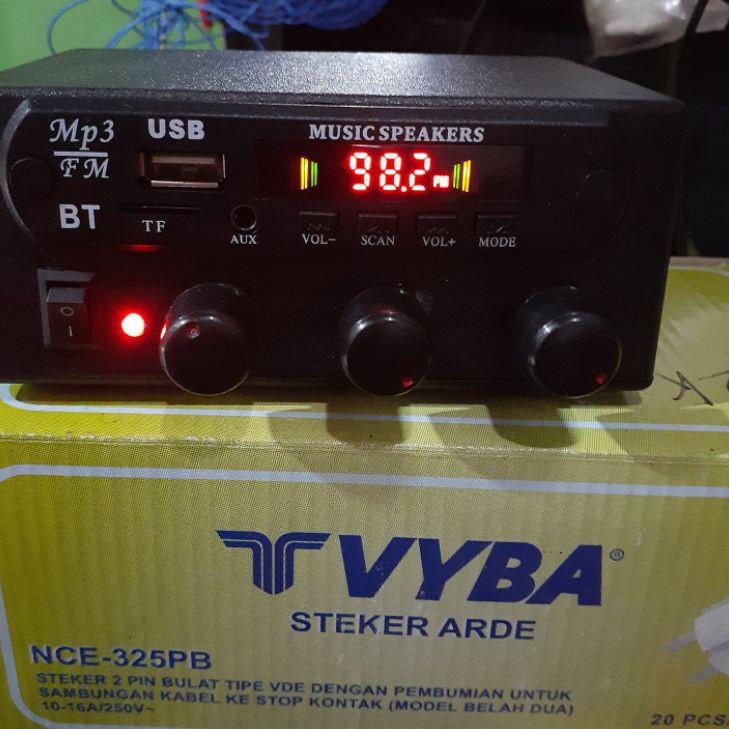 Mp3
FM
USB
MUSIC SPEAKERS
98.2 FM
BT
TF
AUX
VOL-
SCAN
VOL+
MODE
O
I
VYBA®
STEKER ARDE
NCE-325PB
STEKER 2 PIN BULAT TIPE VDE DENGAN PEMBUMIAN UNTUK
SAMBUNGAN KABEL KE STOP KONTAK (MODEL BELAH DUA)
10-16A/250V~
20 PCS